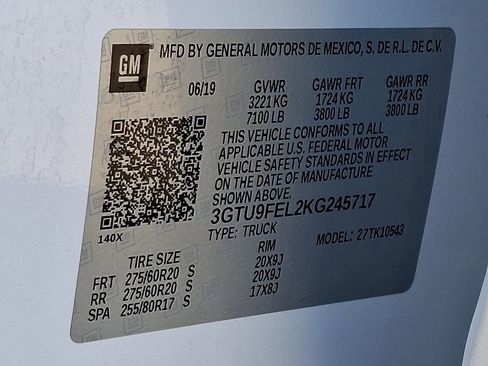 GM
MFD BY GENERAL MOTORS DE MEXICO, S. DE R.L. DE C.V.
06/19 GVWR GAWR FRT GAWR RR
3221 KG 1724 KG 1724 KG
7100 LB 3800 LB 3800 LB
THIS VEHICLE CONFORMS TO ALL
APPLICABLE U.S. FEDERAL MOTOR
VEHICLE SAFETY STANDARDS IN EFFECT
ON THE DATE OF MANUFACTURE
SHOWN ABOVE.
3GTU9FEL2KG245717
140X TYPE: TRUCK MODEL: 27TK10543
TIRE SIZE RIM
FRT 275/60R20 S 20X9J
RR 275/60R20 S 20X9J
SPA 255/80R17 S 17X8J